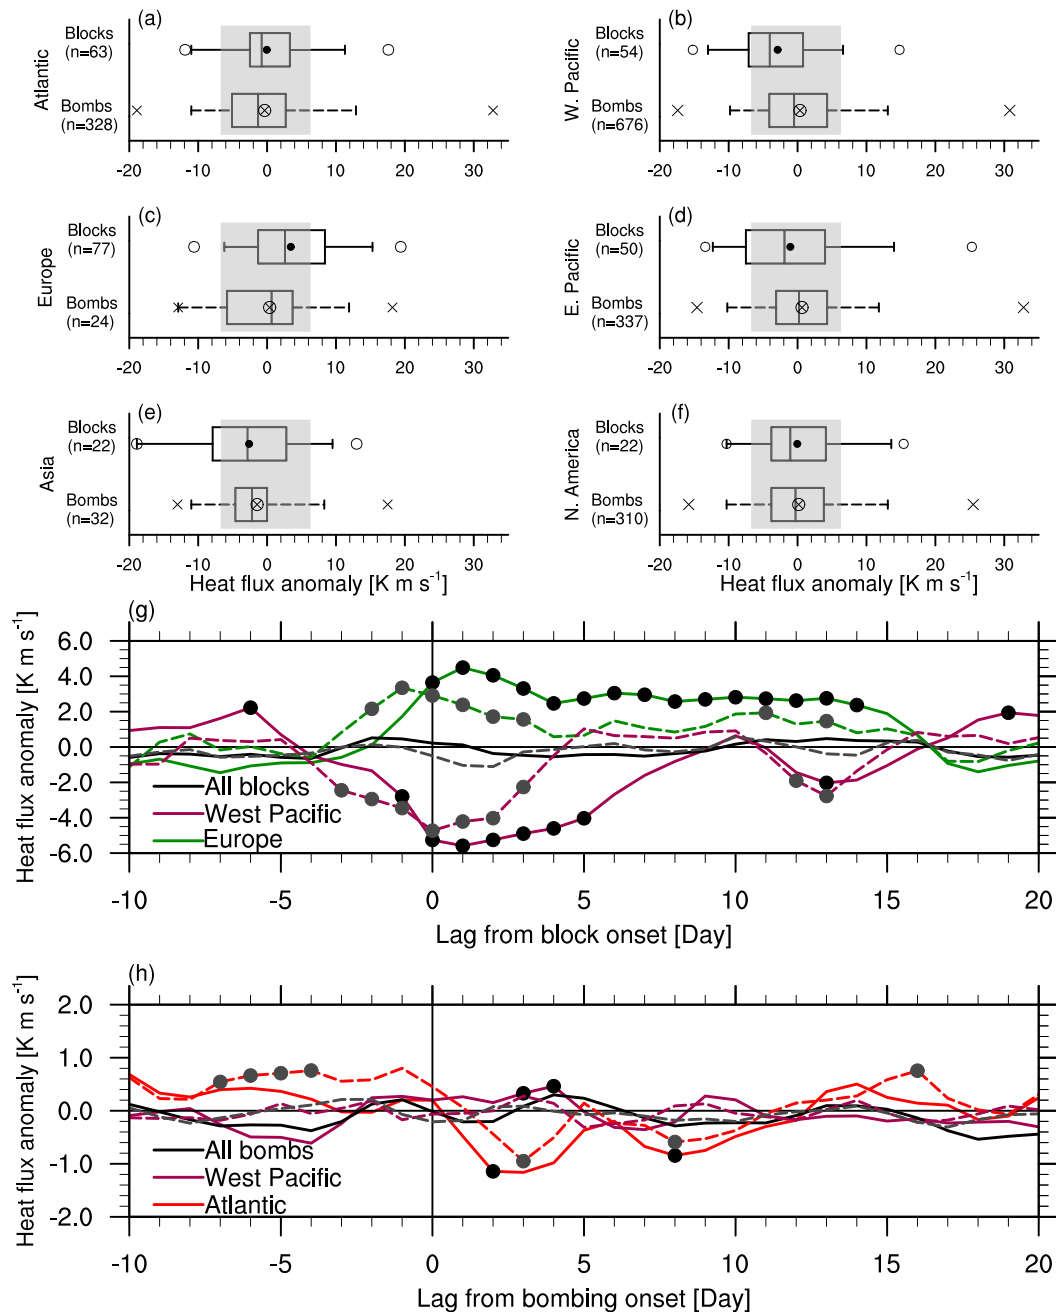 (a)
Atlantic
Blocks
(n=63)
Bombs
(n=328)
-20 -10 0 10 20 30
(b)
W. Pacific
Blocks
(n=54)
Bombs
(n=676)
-20 -10 0 10 20 30
(c)
Europe
Blocks
(n=77)
Bombs
(n=24)
-20 -10 0 10 20 30
(d)
E. Pacific
Blocks
(n=50)
Bombs
(n=337)
-20 -10 0 10 20 30
(e)
Asia
Blocks
(n=22)
Bombs
(n=32)
-20 -10 0 10 20 30
Heat flux anomaly [K m s⁻¹]
(f)
N. America
Blocks
(n=22)
Bombs
(n=310)
-20 -10 0 10 20 30
Heat flux anomaly [K m s⁻¹]
(g)
Heat flux anomaly [K m s⁻¹]
6.0
4.0
2.0
0.0
-2.0
-4.0
-6.0
All blocks
West Pacific
Europe
-10 -5 0 5 10 15 20
Lag from block onset [Day]
(h)
Heat flux anomaly [K m s⁻¹]
2.0
1.0
0.0
-1.0
-2.0
All bombs
West Pacific
Atlantic
-10 -5 0 5 10 15 20
Lag from bombing onset [Day]